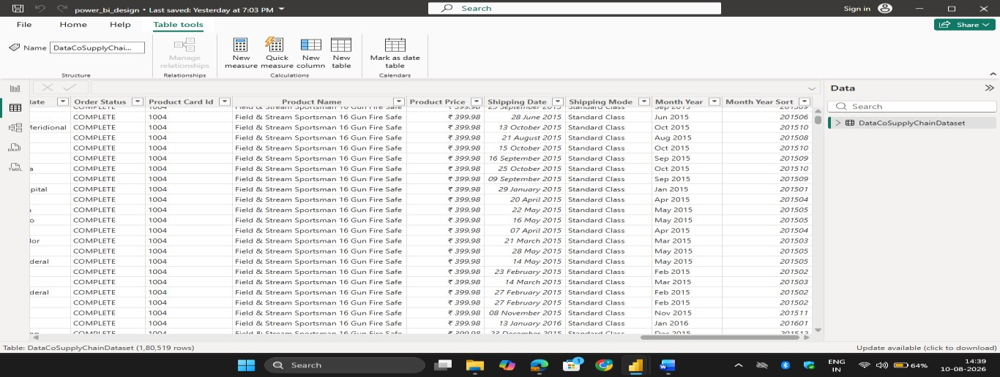 power_bi_design • Last saved: Yesterday at 7:03 PM
Search
Sign in
File Home Help Table tools
Share
Name DataCoSupplyChai...
Manage relationships
New measure
Quick measure
New column
New table
Mark as date table
Structure Relationships Calculations Calendars
Data
Search
DataCoSupplyChainDataset
tate Order Status Product Card Id Product Name Product Price Shipping Date Shipping Mode Month Year Month Year Sort
COMPLETE 1004 Field & Stream Sportsman 16 Gun Fire Safe ₹ 399.98 25 September 2015 Standard Class Sep 2015 201509
COMPLETE 1004 Field & Stream Sportsman 16 Gun Fire Safe ₹ 399.98 28 June 2015 Standard Class Jun 2015 201506
Meridional COMPLETE 1004 Field & Stream Sportsman 16 Gun Fire Safe ₹ 399.98 13 October 2015 Standard Class Oct 2015 201510
COMPLETE 1004 Field & Stream Sportsman 16 Gun Fire Safe ₹ 399.98 21 August 2015 Standard Class Aug 2015 201508
COMPLETE 1004 Field & Stream Sportsman 16 Gun Fire Safe ₹ 399.98 15 October 2015 Standard Class Oct 2015 201510
COMPLETE 1004 Field & Stream Sportsman 16 Gun Fire Safe ₹ 399.98 16 September 2015 Standard Class Sep 2015 201509
a COMPLETE 1004 Field & Stream Sportsman 16 Gun Fire Safe ₹ 399.98 25 October 2015 Standard Class Oct 2015 201510
COMPLETE 1004 Field & Stream Sportsman 16 Gun Fire Safe ₹ 399.98 09 September 2015 Standard Class Sep 2015 201509
pital COMPLETE 1004 Field & Stream Sportsman 16 Gun Fire Safe ₹ 399.98 29 January 2015 Standard Class Jan 2015 201501
COMPLETE 1004 Field & Stream Sportsman 16 Gun Fire Safe ₹ 399.98 20 April 2015 Standard Class Apr 2015 201504
COMPLETE 1004 Field & Stream Sportsman 16 Gun Fire Safe ₹ 399.98 22 May 2015 Standard Class May 2015 201505
o COMPLETE 1004 Field & Stream Sportsman 16 Gun Fire Safe ₹ 399.98 16 May 2015 Standard Class May 2015 201505
COMPLETE 1004 Field & Stream Sportsman 16 Gun Fire Safe ₹ 399.98 07 April 2015 Standard Class Apr 2015 201504
lor COMPLETE 1004 Field & Stream Sportsman 16 Gun Fire Safe ₹ 399.98 21 March 2015 Standard Class Mar 2015 201503
COMPLETE 1004 Field & Stream Sportsman 16 Gun Fire Safe ₹ 399.98 28 May 2015 Standard Class May 2015 201505
deral COMPLETE 1004 Field & Stream Sportsman 16 Gun Fire Safe ₹ 399.98 14 May 2015 Standard Class May 2015 201505
COMPLETE 1004 Field & Stream Sportsman 16 Gun Fire Safe ₹ 399.98 23 February 2015 Standard Class Feb 2015 201502
COMPLETE 1004 Field & Stream Sportsman 16 Gun Fire Safe ₹ 399.98 14 March 2015 Standard Class Mar 2015 201503
deral COMPLETE 1004 Field & Stream Sportsman 16 Gun Fire Safe ₹ 399.98 27 February 2015 Standard Class Feb 2015 201502
COMPLETE 1004 Field & Stream Sportsman 16 Gun Fire Safe ₹ 399.98 27 February 2015 Standard Class Feb 2015 201502
COMPLETE 1004 Field & Stream Sportsman 16 Gun Fire Safe ₹ 399.98 08 November 2015 Standard Class Nov 2015 201511
COMPLETE 1004 Field & Stream Sportsman 16 Gun Fire Safe ₹ 399.98 13 January 2016 Standard Class Jan 2016 201601
COMPLETE 1004 Field & Stream Sportsman 16 Gun Fire Safe ₹ 399.98 23 December 2015 Standard Class Dec 2015 201512
Table: DataCoSupplyChainDataset (1,80,519 rows)
Update available (click to download)
Search
1
ENG
IN
64%
14:39
10-08-2026